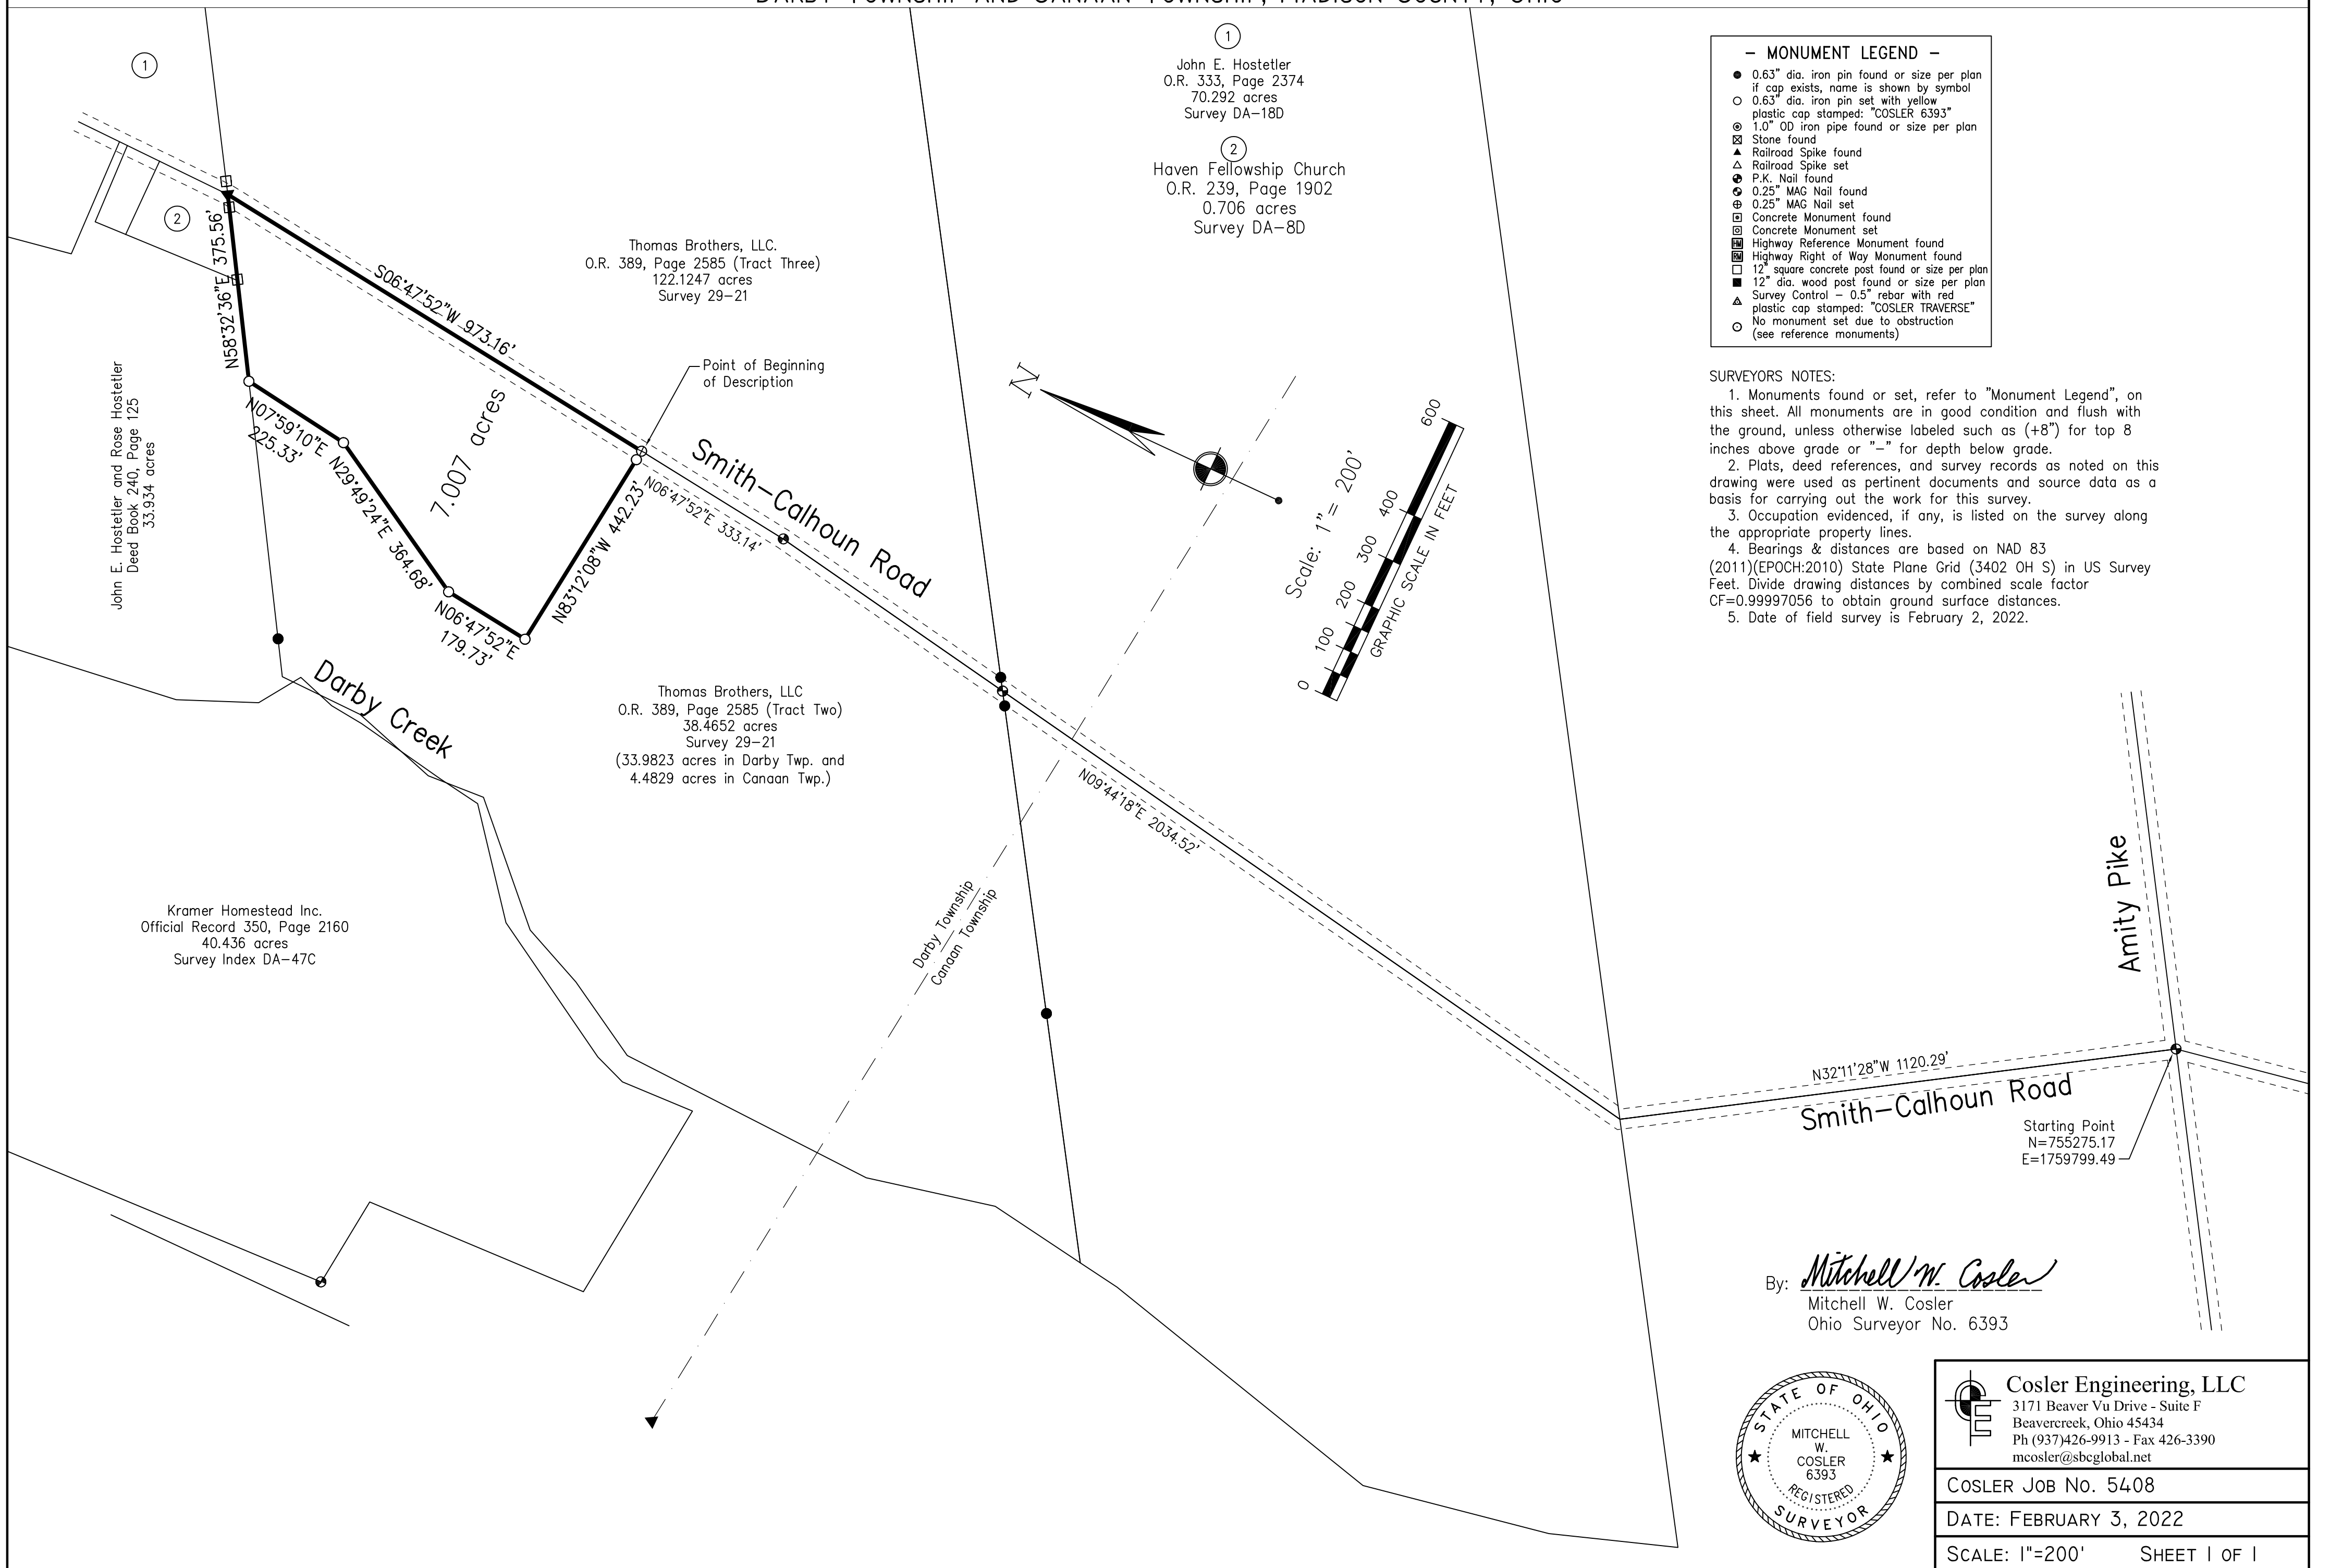 DARBY TOWNSHIP AND CANAAN TOWNSHIP, MADISON COUNTY, OHIO
1
1
John E. Hostetler
O.R. 333, Page 2374
70.292 acres
Survey DA-18D
2
Haven Fellowship Church
O.R. 239, Page 1902
0.706 acres
Survey DA-8D
- MONUMENT LEGEND -
0.63" dia. iron pin found or size per plan
if cap exists, name is shown by symbol
0.63" dia. iron pin set with yellow
plastic cap stamped: "COSLER 6393"
1.0" OD iron pipe found or size per plan
Stone found
Railroad Spike found
Railroad Spike set
P.K. Nail found
0.25" MAG Nail found
0.25" MAG Nail set
Concrete Monument found
Concrete Monument set
HM Highway Reference Monument found
RM Highway Right of Way Monument found
12" square concrete post found or size per plan
12" dia. wood post found or size per plan
Survey Control - 0.5" rebar with red
plastic cap stamped: "COSLER TRAVERSE"
No monument set due to obstruction
(see reference monuments)
2
N58°32'36"E 375.56'
S06°47'52"W 973.16'
Thomas Brothers, LLC.
O.R. 389, Page 2585 (Tract Three)
122.1247 acres
Survey 29-21
Point of Beginning
of Description
John E. Hostetler and Rose Hostetler
Deed Book 240, Page 125
33.934 acres
N07°59'10"E
225.33'
N29°49'24"E 364.68'
7.007 acres
N06°47'52"E
179.73'
N83°12'08"W 442.23'
N06°47'52"E 333.14'
Smith-Calhoun Road
N
Scale: 1"= 200'
0
100
200
300
400
600
GRAPHIC SCALE IN FEET
SURVEYORS NOTES:
1. Monuments found or set, refer to "Monument Legend", on
this sheet. All monuments are in good condition and flush with
the ground, unless otherwise labeled such as (+8") for top 8
inches above grade or "-" for depth below grade.
2. Plats, deed references, and survey records as noted on this
drawing were used as pertinent documents and source data as a
basis for carrying out the work for this survey.
3. Occupation evidenced, if any, is listed on the survey along
the appropriate property lines.
4. Bearings & distances are based on NAD 83
(2011)(EPOCH:2010) State Plane Grid (3402 OH S) in US Survey
Feet. Divide drawing distances by combined scale factor
CF=0.99997056 to obtain ground surface distances.
5. Date of field survey is February 2, 2022.
Darby Creek
Thomas Brothers, LLC
O.R. 389, Page 2585 (Tract Two)
38.4652 acres
Survey 29-21
(33.9823 acres in Darby Twp. and
4.4829 acres in Canaan Twp.)
N09°44'18"E 2034.52'
Darby Township
Canaan Township
Kramer Homestead Inc.
Official Record 350, Page 2160
40.436 acres
Survey Index DA-47C
Amity Pike
N32°11'28"W 1120.29'
Smith-Calhoun Road
Starting Point
N=755275.17
E=1759799.49
By: Mitchell W. Cosler
Mitchell W. Cosler
Ohio Surveyor No. 6393
STATE OF OHIO
MITCHELL
W.
COSLER
6393
REGISTERED
SURVEYOR
CE
Cosler Engineering, LLC
3171 Beaver Vu Drive - Suite F
Beavercreek, Ohio 45434
Ph (937)426-9913 - Fax 426-3390
mcosler@sbcglobal.net
COSLER JOB NO. 5408
DATE: FEBRUARY 3, 2022
SCALE: 1"=200' SHEET 1 OF 1